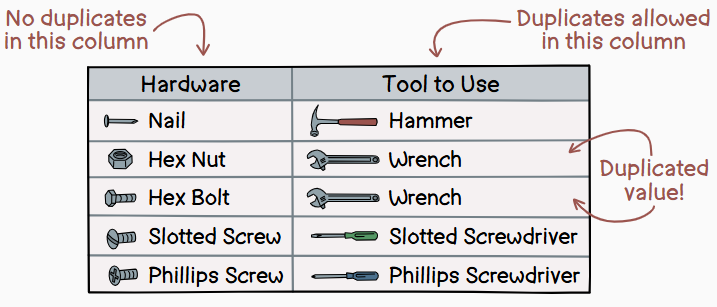 No duplicates
in this column
Duplicates allowed
in this column
Hardware Tool to Use
Nail Hammer
Hex Nut Wrench
Hex Bolt Wrench
Slotted Screw Slotted Screwdriver
Phillips Screw Phillips Screwdriver
Duplicated
value!